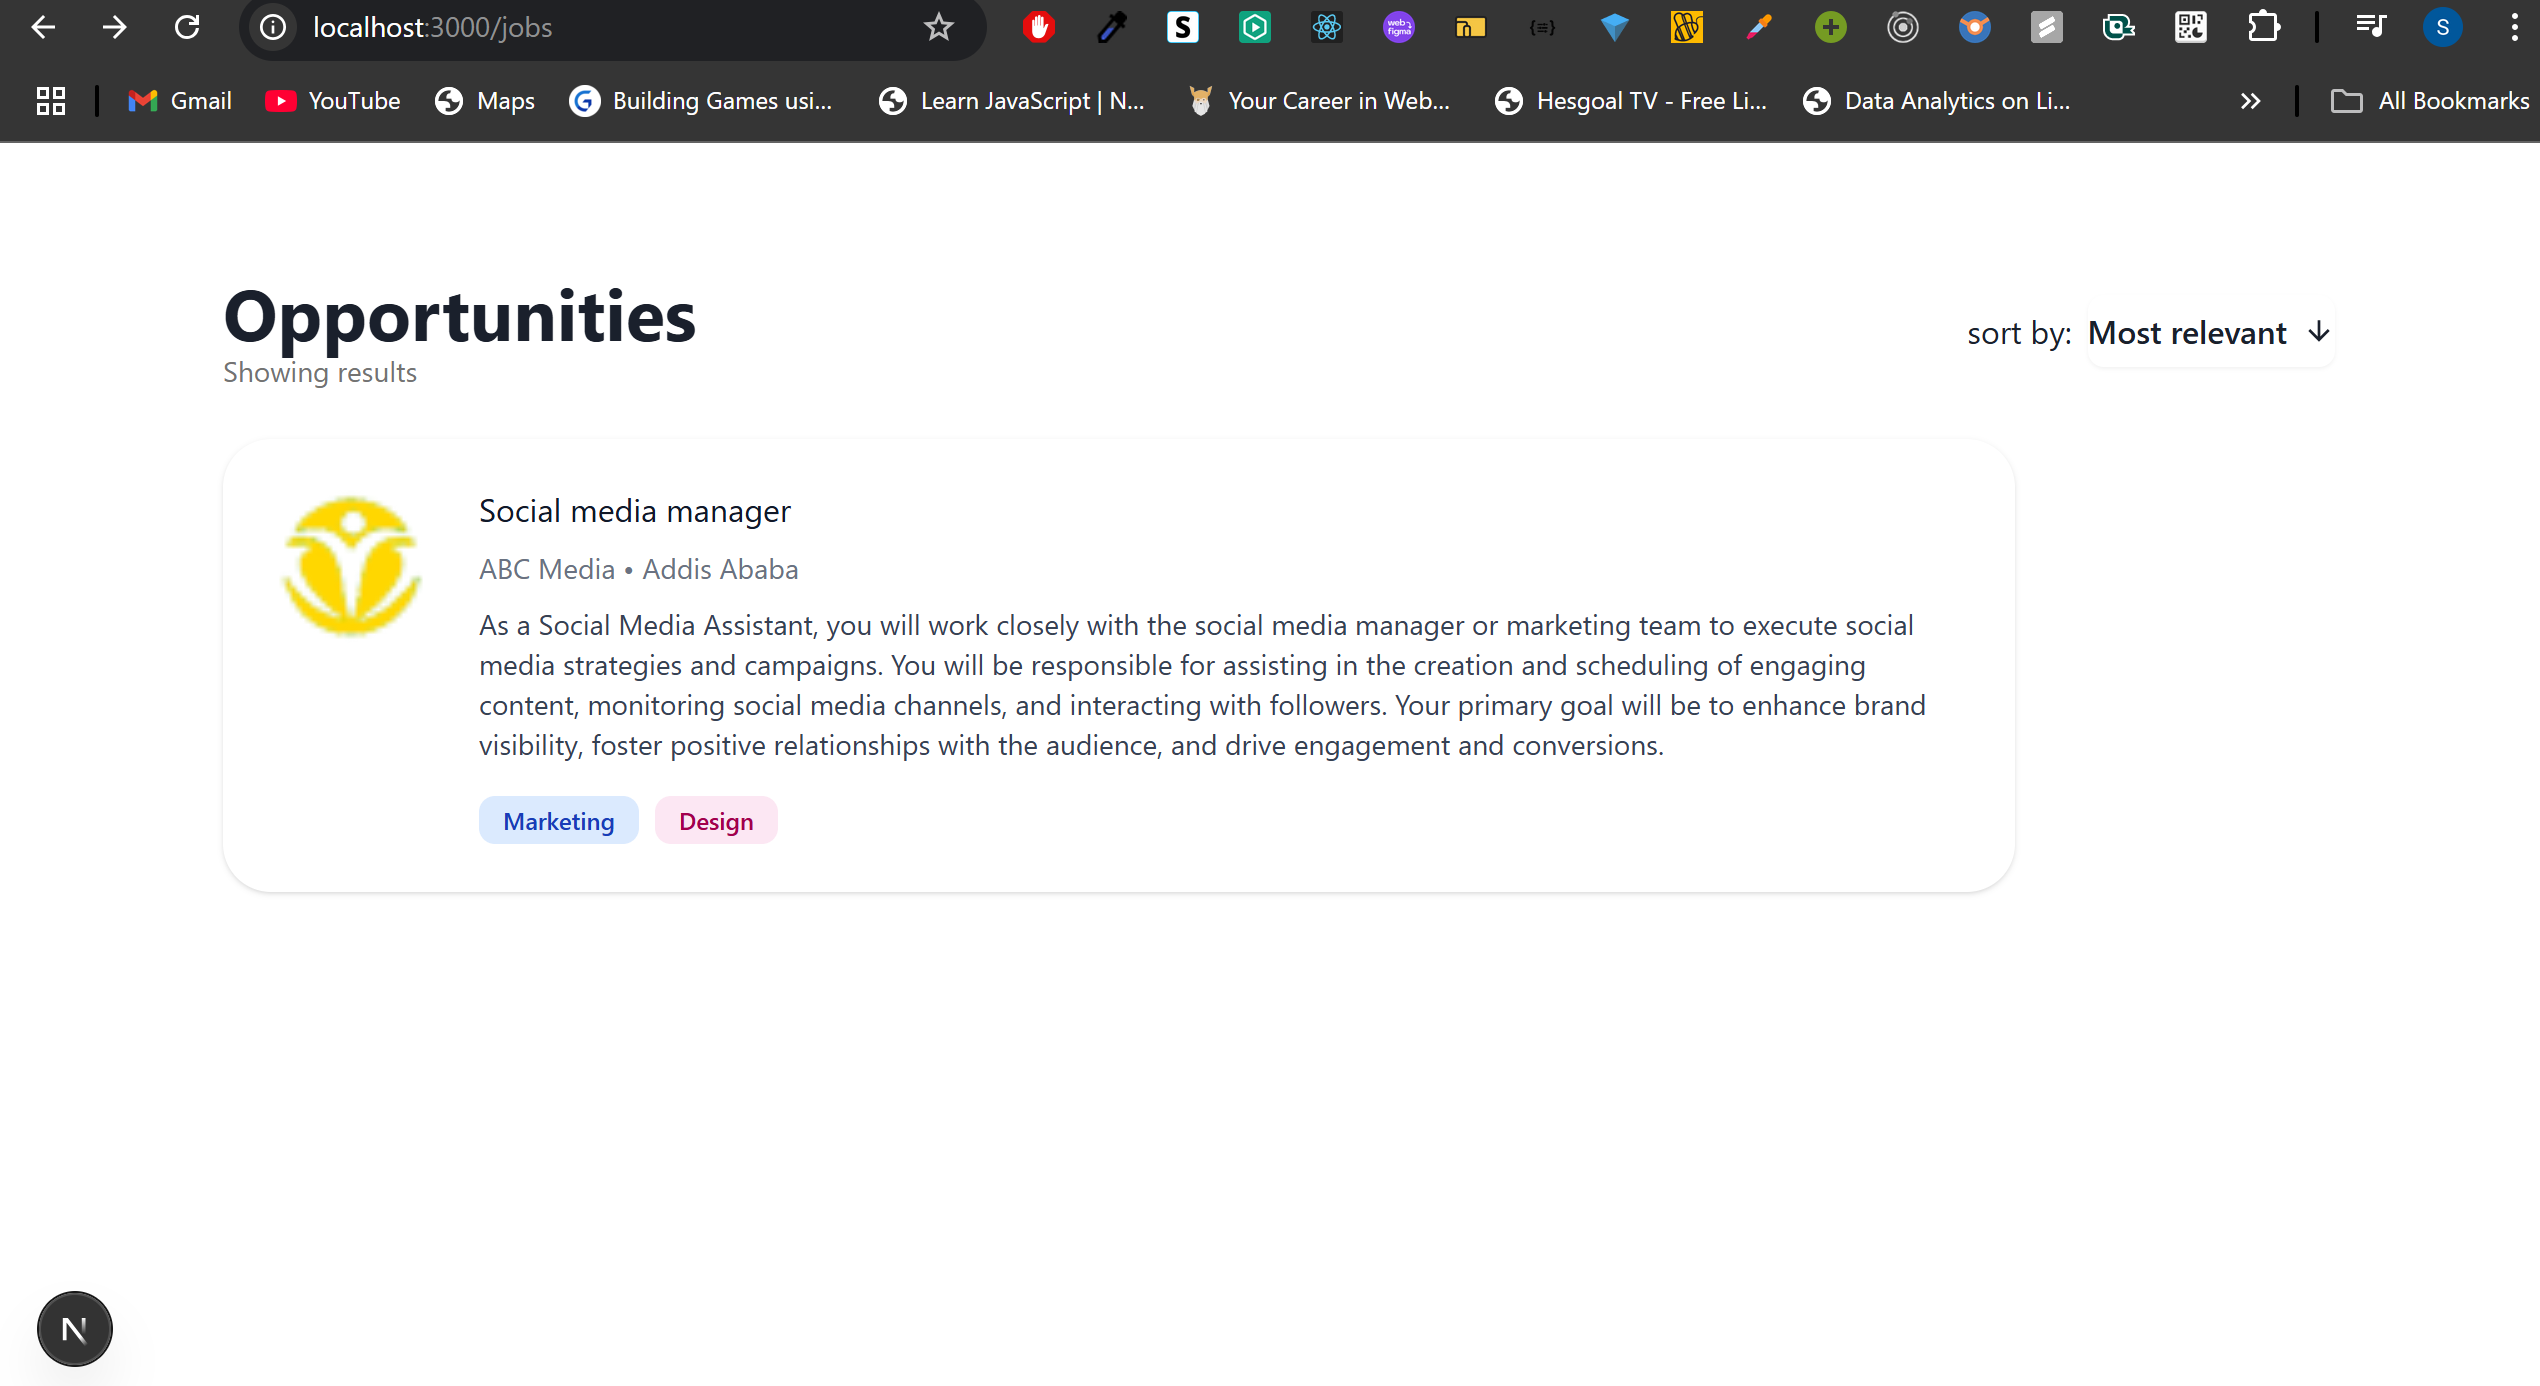 localhost:3000/jobs
S
web figma
S
Gmail
YouTube
Maps
Building Games usi...
Learn JavaScript | N...
Your Career in Web...
Hesgoal TV - Free Li...
Data Analytics on Li...
All Bookmarks
Opportunities
sort by: Most relevant
Showing results
Social media manager
ABC Media • Addis Ababa
As a Social Media Assistant, you will work closely with the social media manager or marketing team to execute social
media strategies and campaigns. You will be responsible for assisting in the creation and scheduling of engaging
content, monitoring social media channels, and interacting with followers. Your primary goal will be to enhance brand
visibility, foster positive relationships with the audience, and drive engagement and conversions.
Marketing
Design
N